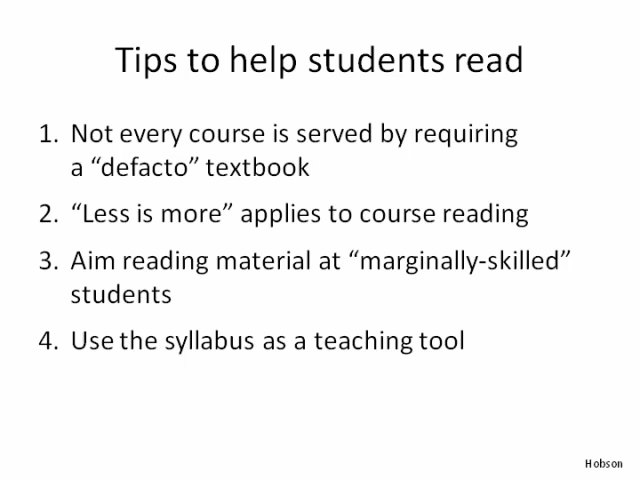 Tips to help students read
1. Not every course is served by requiring
a “defacto” textbook
2. “Less is more” applies to course reading
3. Aim reading material at “marginally-skilled”
students
4. Use the syllabus as a teaching tool
Hobson